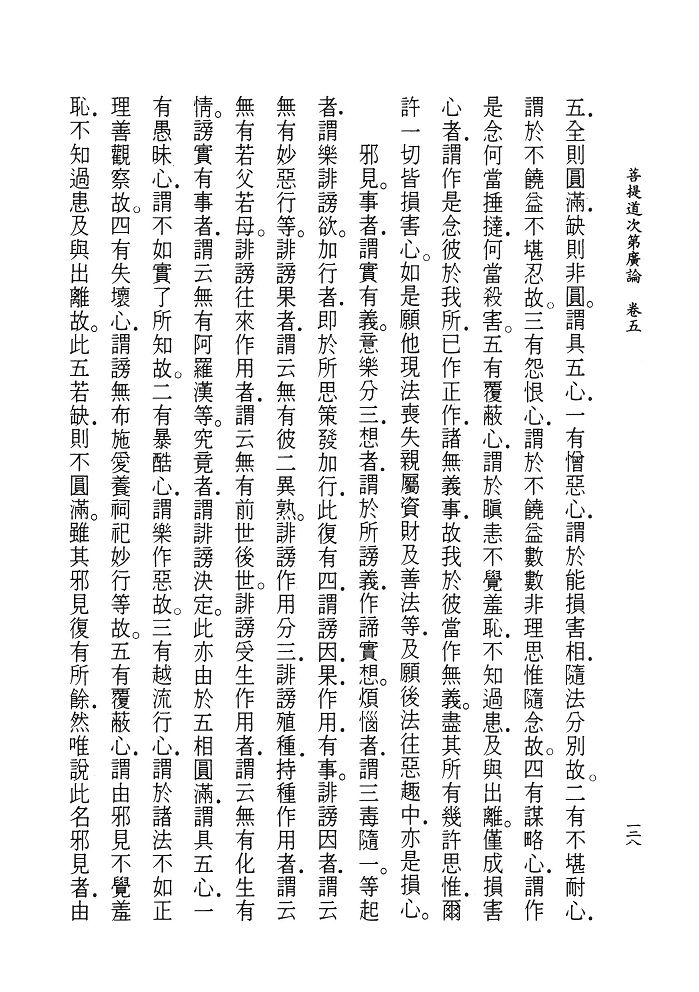 菩提道次第廣論　卷五
一三八
五．全則圓滿．缺則非圓。謂具五心．一有憎惡心．謂於能損害相．隨法分別故。二有不堪耐心．
謂於不饒益不堪忍故。三有怨恨心．謂於不饒益數數非理思惟隨念故。四有謀略心．謂作
是念何當捶撻．何當殺害。五有覆蔽心．謂於瞋恚不覺羞恥．不知過患．及與出離。僅成損害
心者．謂作是念彼於我所．已作正作．諸無義事．故我於彼當作無義。盡其所有幾許思惟．爾
許一切皆損害心。如是願他現法喪失親屬資財及善法等．及願後法往惡趣中．亦是損心。
邪見。事者．謂實有義。意樂分三．想者．謂於所謗義．作諦實想。煩惱者．謂三毒隨一。等起
者．謂樂誹謗欲。加行者．即於所思策發加行．此復有四．謂謗因．果．作用．有事。誹謗因者．謂云
無有妙惡行等。誹謗果者．謂云無有彼二異熟。誹謗作用分三．誹謗殖種．持種作用者．謂云
無有若父若母。誹謗往來作用者．謂云無有前世後世。誹謗受生作用者．謂云無有化生有
情。謗實有事者．謂云無有阿羅漢等。究竟者．謂誹謗決定。此亦由於五相圓滿．謂具五心．一
有愚昧心．謂不如實了所知故。二有暴酷心．謂樂作惡故。三有越流行心．謂於諸法不如正
理善觀察故。四有失壞心．謂謗無布施愛養祠祀妙行等故。五有覆蔽心．謂由邪見不覺羞
恥．不知過患及與出離故。此五若缺．則不圓滿。雖其邪見復有所餘．然唯說此名邪見者．由